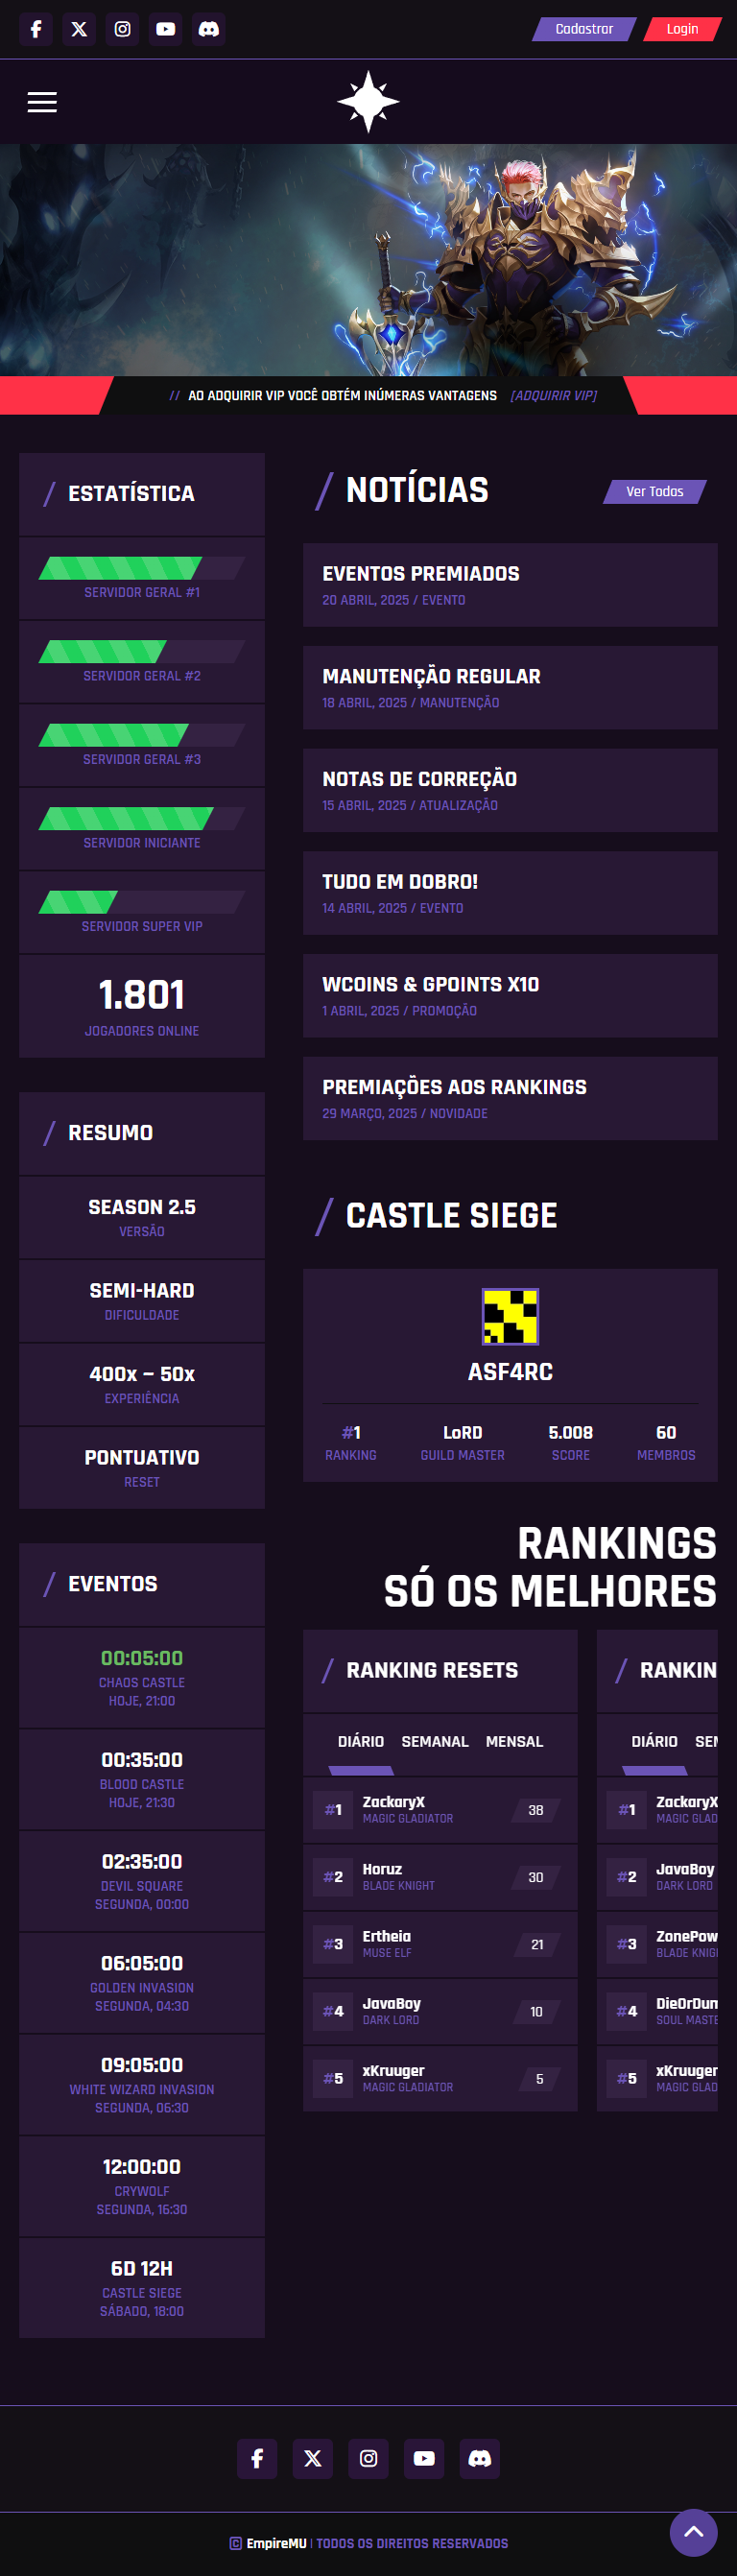 Cadastrar
Login
// AO ADQUIRIR VIP VOCÊ OBTÉM INÚMERAS VANTAGENS [ADQUIRIR VIP]
/ ESTATÍSTICA
SERVIDOR GERAL #1
SERVIDOR GERAL #2
SERVIDOR GERAL #3
SERVIDOR INICIANTE
SERVIDOR SUPER VIP
1.801
JOGADORES ONLINE
/ RESUMO
SEASON 2.5
VERSÃO
SEMI-HARD
DIFICULDADE
400x – 50x
EXPERIÊNCIA
PONTUATIVO
RESET
/ EVENTOS
00:05:00
CHAOS CASTLE
HOJE, 21:00
00:35:00
BLOOD CASTLE
HOJE, 21:30
02:35:00
DEVIL SQUARE
SEGUNDA, 00:00
06:05:00
GOLDEN INVASION
SEGUNDA, 04:30
09:05:00
WHITE WIZARD INVASION
SEGUNDA, 06:30
12:00:00
CRYWOLF
SEGUNDA, 16:30
6D 12H
CASTLE SIEGE
SÁBADO, 18:00
/ NOTÍCIAS
Ver Todas
EVENTOS PREMIADOS
20 ABRIL, 2025 / EVENTO
MANUTENÇÃO REGULAR
18 ABRIL, 2025 / MANUTENÇÃO
NOTAS DE CORREÇÃO
15 ABRIL, 2025 / ATUALIZAÇÃO
TUDO EM DOBRO!
14 ABRIL, 2025 / EVENTO
WCOINS & GPOINTS X10
1 ABRIL, 2025 / PROMOÇÃO
PREMIAÇÕES AOS RANKINGS
29 MARÇO, 2025 / NOVIDADE
/ CASTLE SIEGE
ASF4RC
#1 LoRD 5.008 60
RANKING GUILD MASTER SCORE MEMBROS
RANKINGS
SÓ OS MELHORES
/ RANKING RESETS
DIÁRIO SEMANAL MENSAL
#1 ZackaryX 38
MAGIC GLADIATOR
#2 Horuz 30
BLADE KNIGHT
#3 Ertheia 21
MUSE ELF
#4 JavaBoy 10
DARK LORD
#5 xKruuger 5
MAGIC GLADIATOR
/ RANKIN
DIÁRIO SEM
#1 ZackaryX
MAGIC GLAD
#2 JavaBoy
DARK LORD
#3 ZonePow
BLADE KNIGH
#4 DieOrDum
SOUL MASTE
#5 xKruuger
MAGIC GLAD
© EmpireMU | TODOS OS DIREITOS RESERVADOS